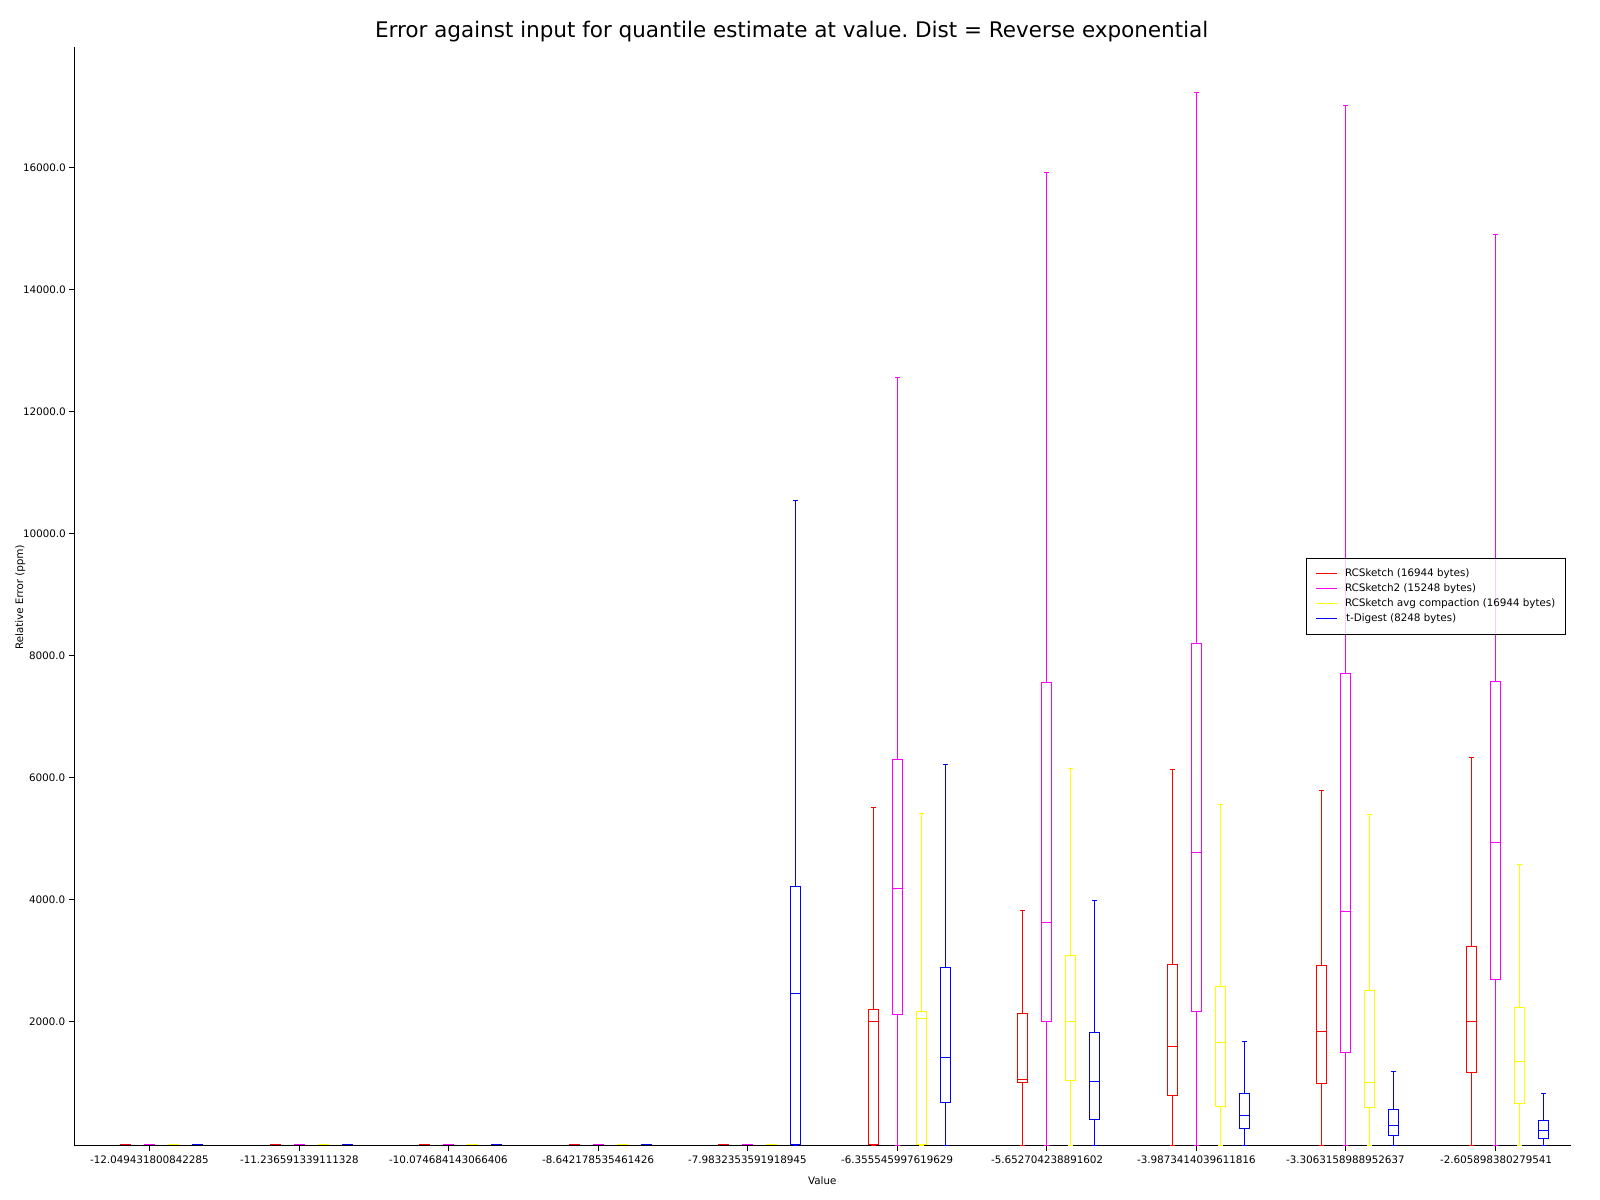 Error against input for quantile estimate at value. Dist = Reverse exponential
16000.0
14000.0
12000.0
10000.0
8000.0
6000.0
4000.0
2000.0
Relative Error (ppm)
RCSketch (16944 bytes)
RCSketch2 (15248 bytes)
RCSketch avg compaction (16944 bytes)
t-Digest (8248 bytes)
-12.049431800842285 -11.236591339111328 -10.074684143066406 -8.642178535461426 -7.9832353591918945 -6.355545997619629 -5.652704238891602 -3.9873414039611816 -3.3063158988952637 -2.605898380279541
Value